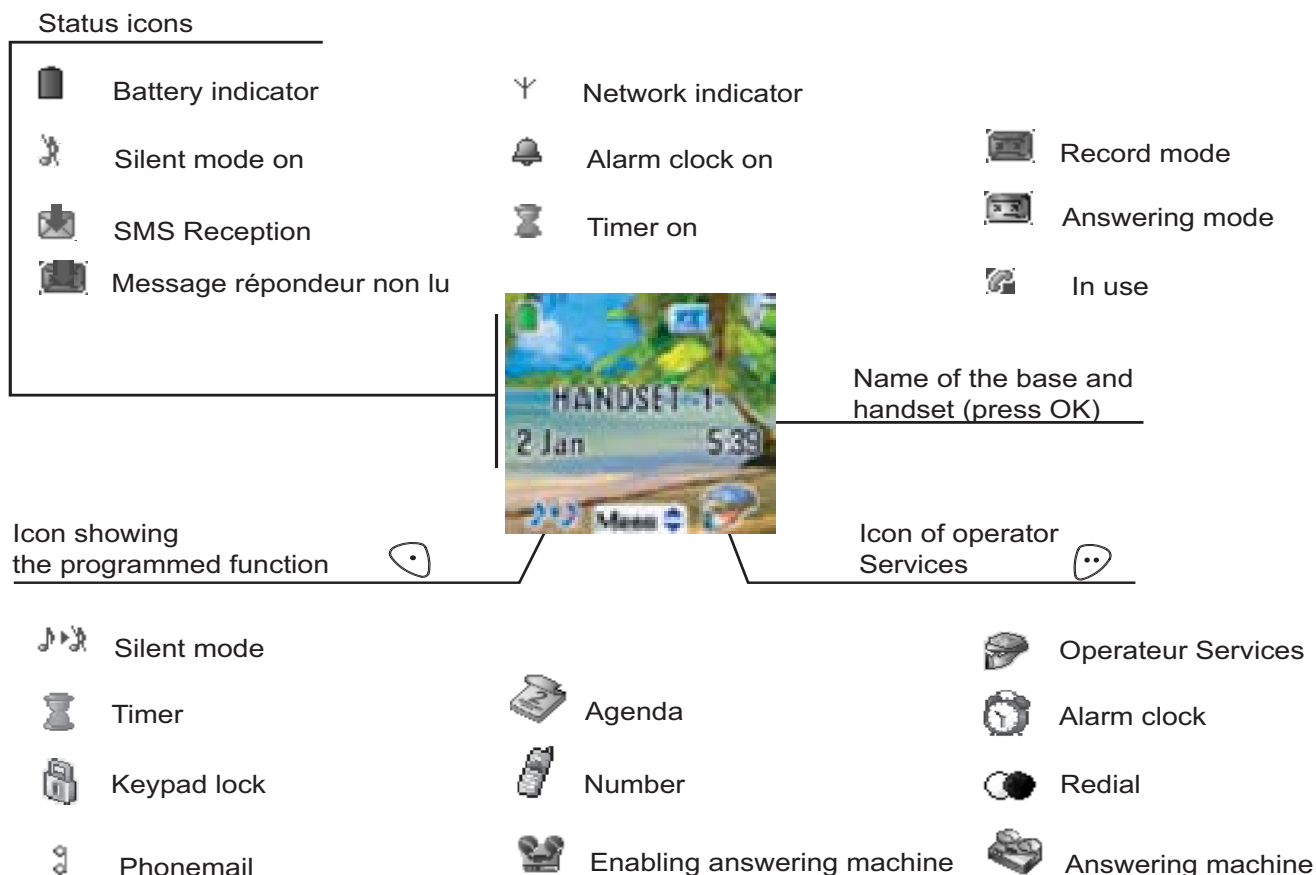 Status icons
Battery indicator
Network indicator
Silent mode on
Alarm clock on
Record mode
SMS Reception
Timer on
Answering mode
Message répondeur non lu
In use
Name of the base and
handset (press OK)
HANDSET -1-
2 Jan 5:39
Menu
Icon showing
the programmed function
Icon of operator
Services
Silent mode
Operateur Services
Timer
Agenda
Alarm clock
Keypad lock
Number
Redial
Phonemail
Enabling answering machine
Answering machine